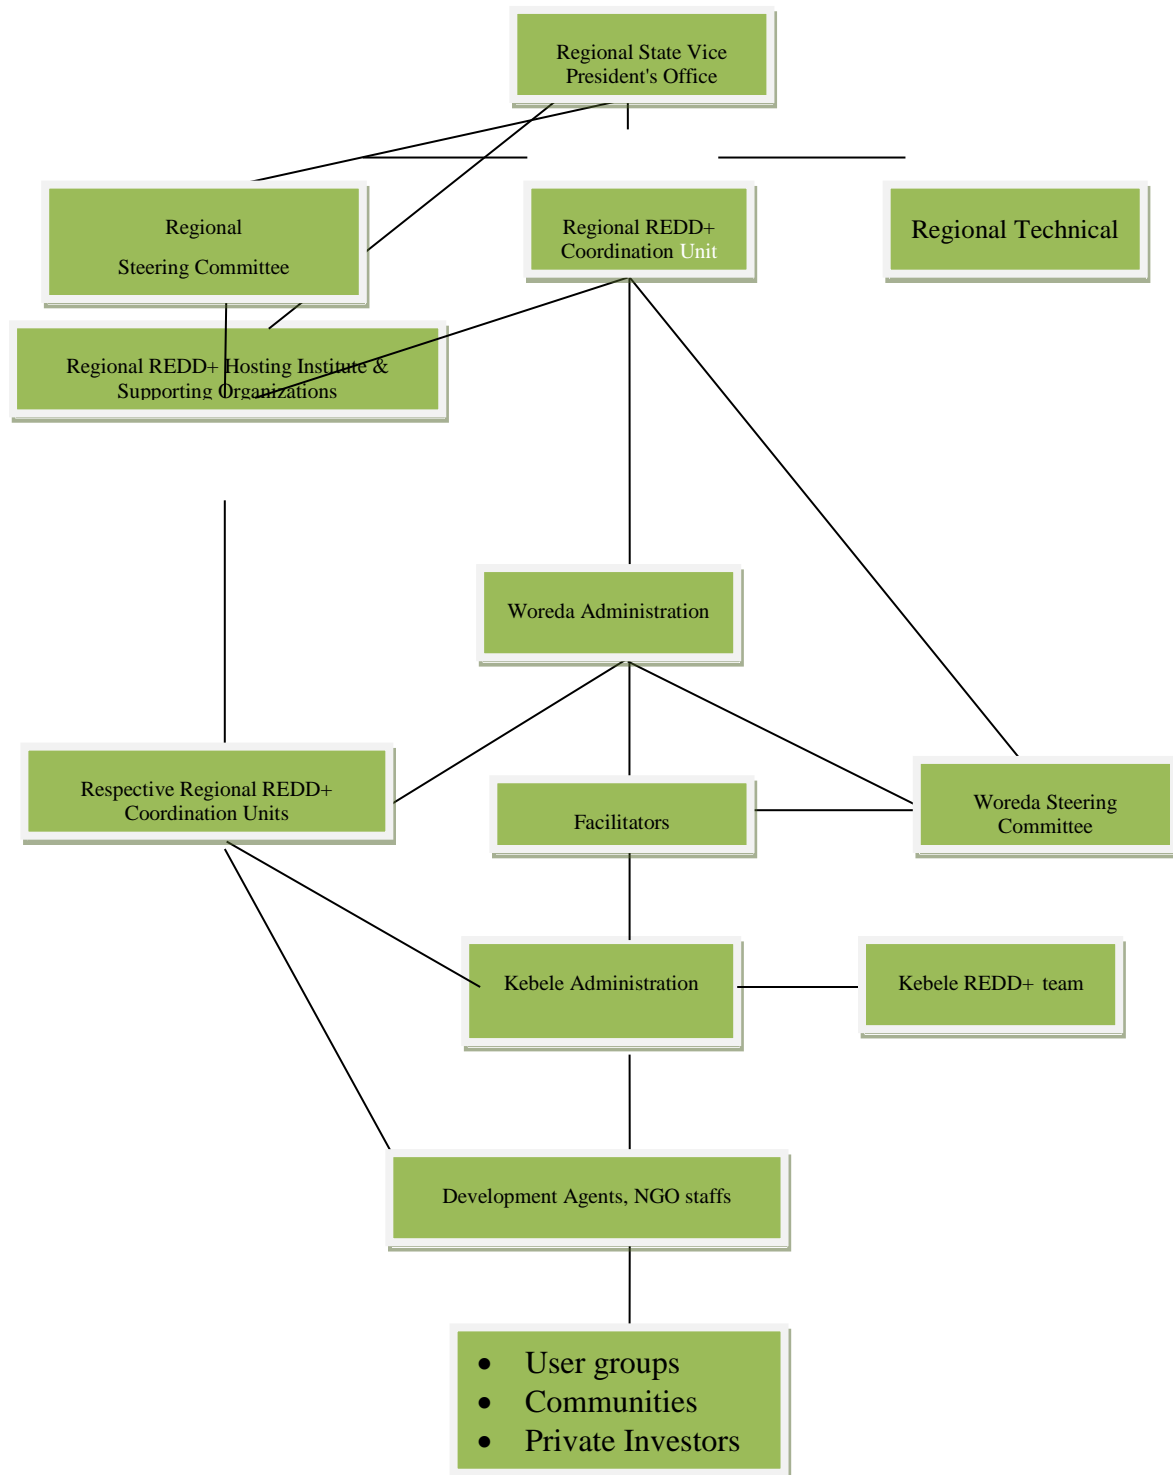 Regional State Vice
President's Office
Regional
Steering Committee
Regional REDD+
Coordination Unit
Regional Technical
Regional REDD+ Hosting Institute &
Supporting Organizations
Woreda Administration
Respective Regional REDD+
Coordination Units
Facilitators
Woreda Steering
Committee
Kebele Administration
Kebele REDD+ team
Development Agents, NGO staffs
• User groups
• Communities
• Private Investors